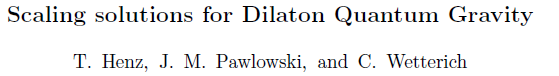 Scaling solutions for Dilaton Quantum Gravity
T. Henz, J. M. Pawlowski, and C. Wetterich